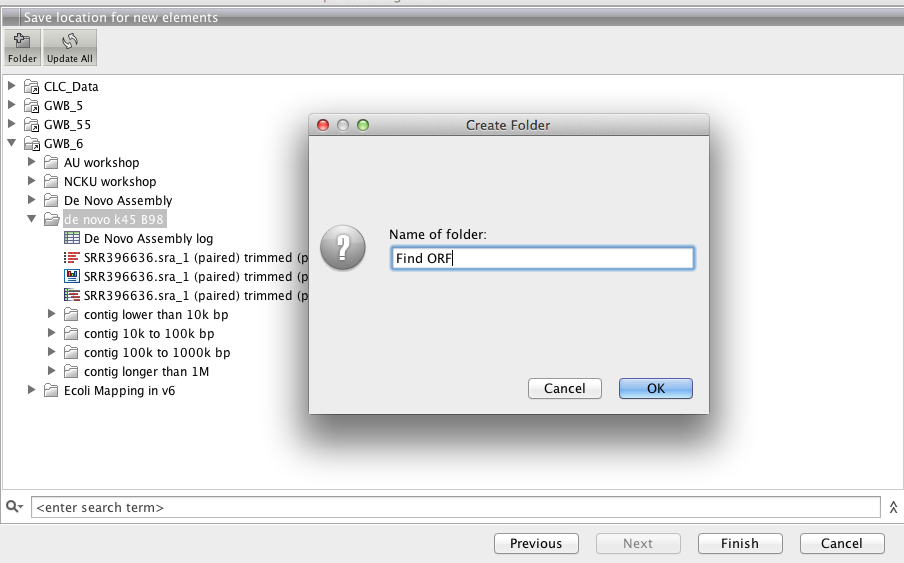 Save location for new elements
Folder
Update All
CLC_Data
GWB_5
GWB_55
GWB_6
AU workshop
NCKU workshop
De Novo Assembly
de novo k45 B98
De Novo Assembly log
SRR396636.sra_1 (paired) trimmed (p
SRR396636.sra_1 (paired) trimmed (p
SRR396636.sra_1 (paired) trimmed (p
contig lower than 10k bp
contig 10k to 100k bp
contig 100k to 1000k bp
contig longer than 1M
Ecoli Mapping in v6
Create Folder
Name of folder:
Find ORF
Cancel
OK
<enter search term>
Previous
Next
Finish
Cancel